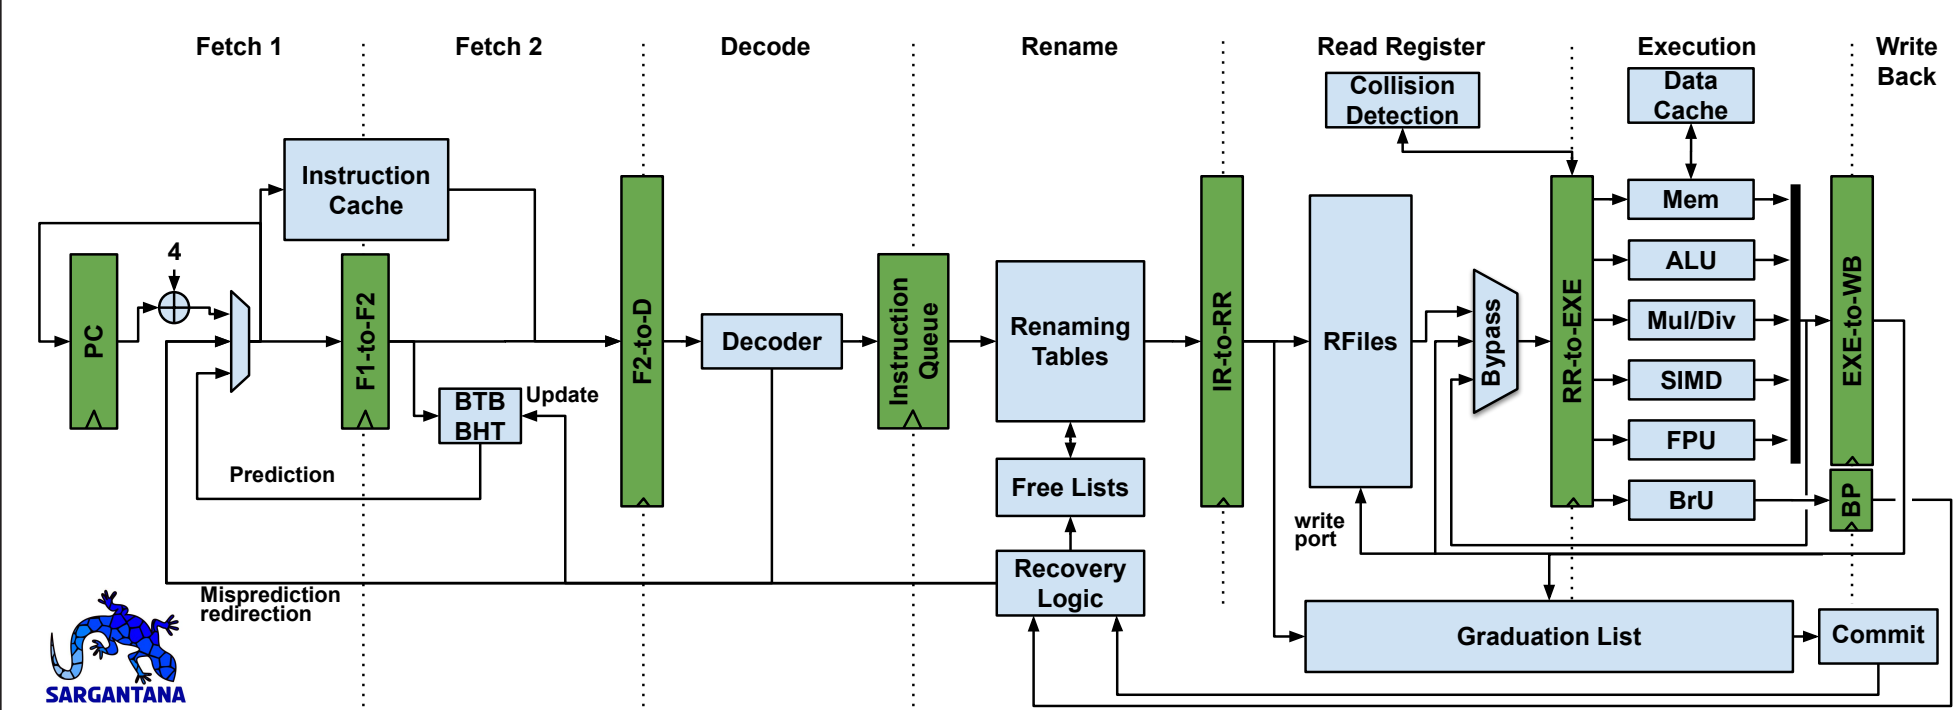 Fetch 1
Fetch 2
Decode
Rename
Read Register
Execution
Write
Back
Collision
Detection
Data
Cache
Instruction
Cache
4
PC
F1-to-F2
BTB
BHT
Update
Prediction
Misprediction
redirection
F2-to-D
Decoder
Instruction
Queue
Renaming
Tables
Free Lists
Recovery
Logic
IR-to-RR
RFiles
write
port
Bypass
RR-to-EXE
Mem
ALU
Mul/Div
SIMD
FPU
BrU
EXE-to-WB
BP
Graduation List
Commit
SARGANTANA